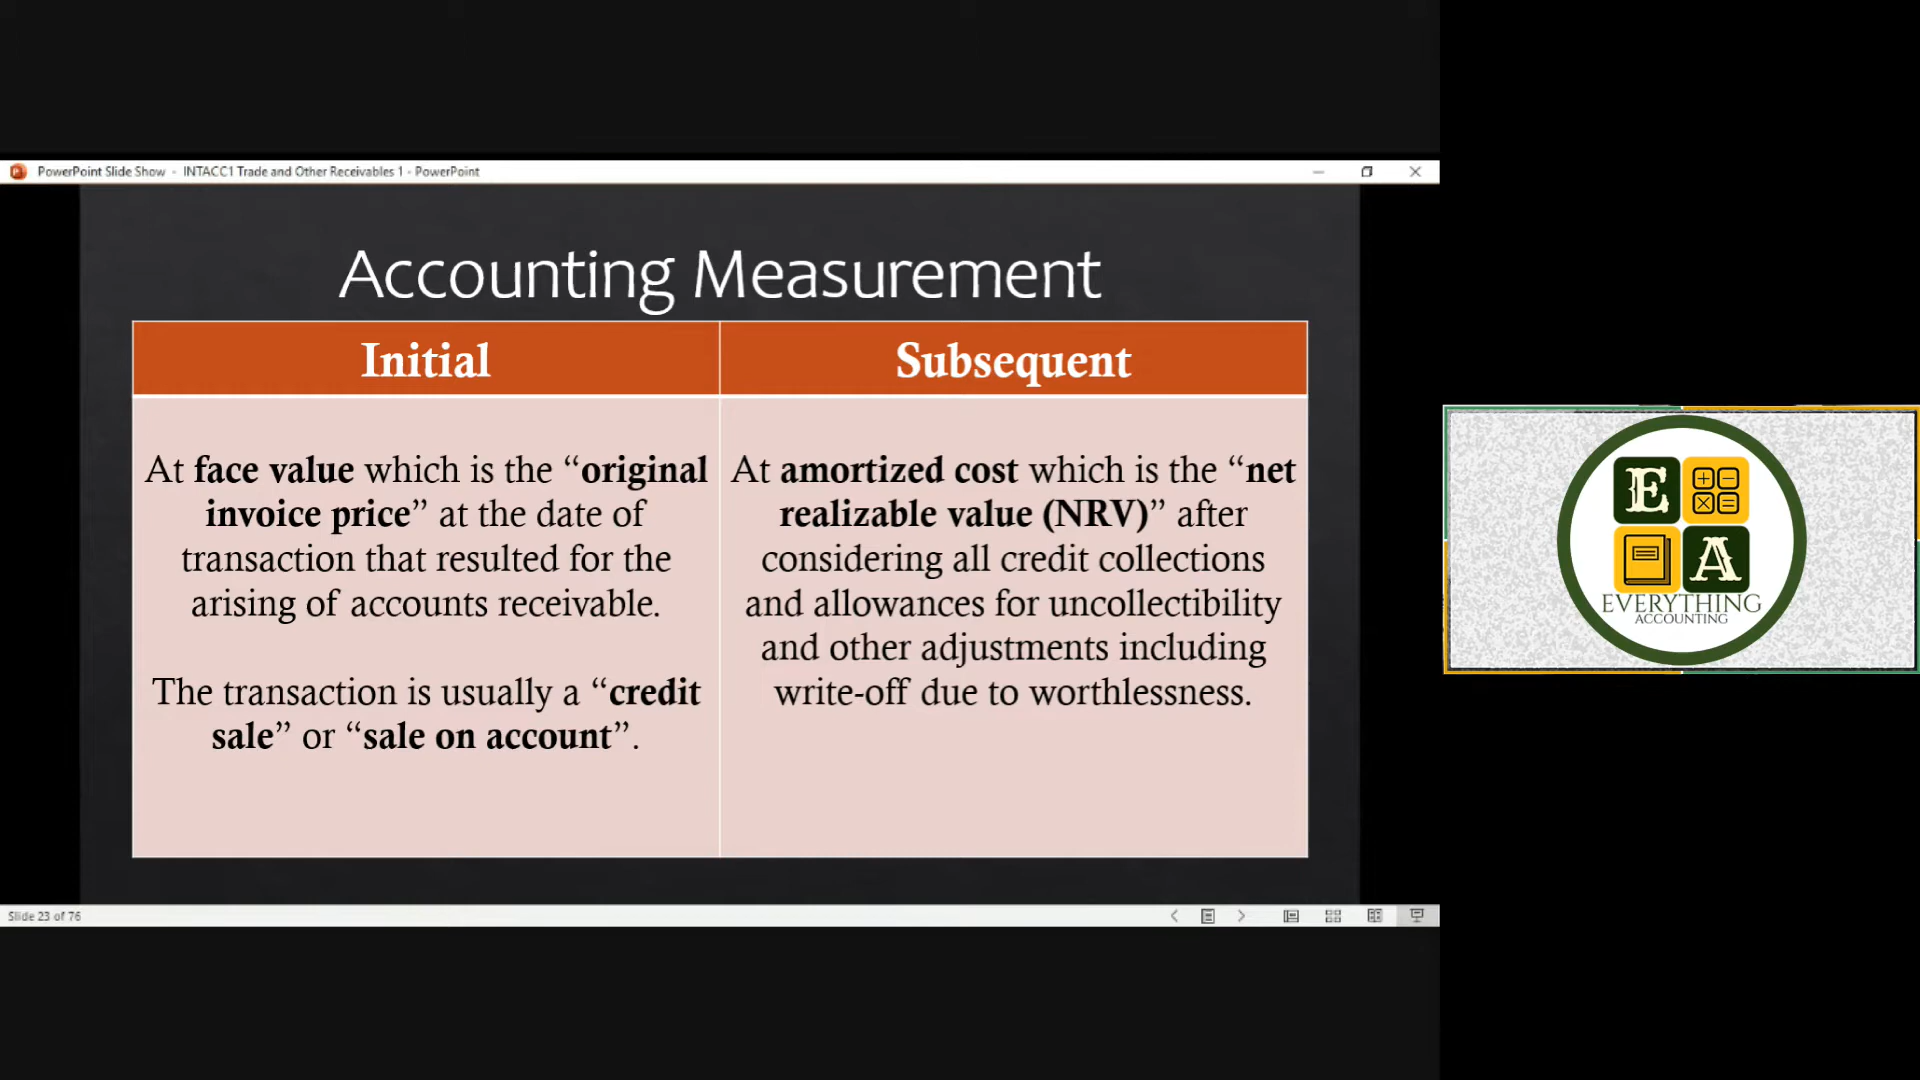 PowerPoint Slide Show - INTACC1 Trade and Other Receivables 1 - PowerPoint
Accounting Measurement
Initial
Subsequent
At face value which is the “original
invoice price” at the date of
transaction that resulted for the
arising of accounts receivable.
The transaction is usually a “credit
sale” or “sale on account”.
At amortized cost which is the “net
realizable value (NRV)” after
considering all credit collections
and allowances for uncollectibility
and other adjustments including
write-off due to worthlessness.
E
A
EVERYTHING
ACCOUNTING
Slide 23 of 76